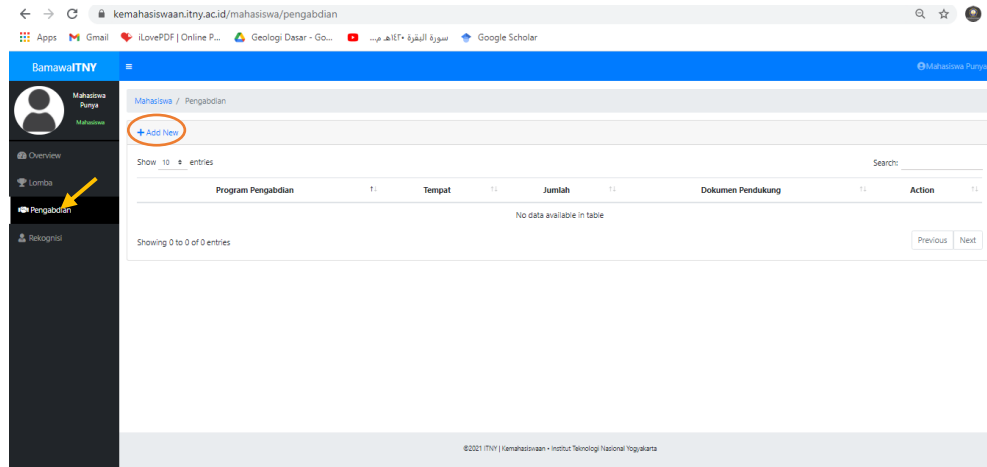 kemahasiswaan.itny.ac.id/mahasiswa/pengabdian
Apps Gmail iLovePDF | Online P... Geologi Dasar - Go... سورة البقرة ١٤٢٠هـ م... Google Scholar
BamawaITNY Mahasiswa Punya
Mahasiswa Punya
Mahasiswa
Mahasiswa / Pengabdian
+ Add New
Overview
Show 10 entries Search:
Lomba
Program Pengabdian Tempat Jumlah Dokumen Pendukung Action
Pengabdian
No data available in table
Rekognisi
Showing 0 to 0 of 0 entries Previous Next
©2021 ITNY | Kemahasiswaan - Institut Teknologi Nasional Yogyakarta